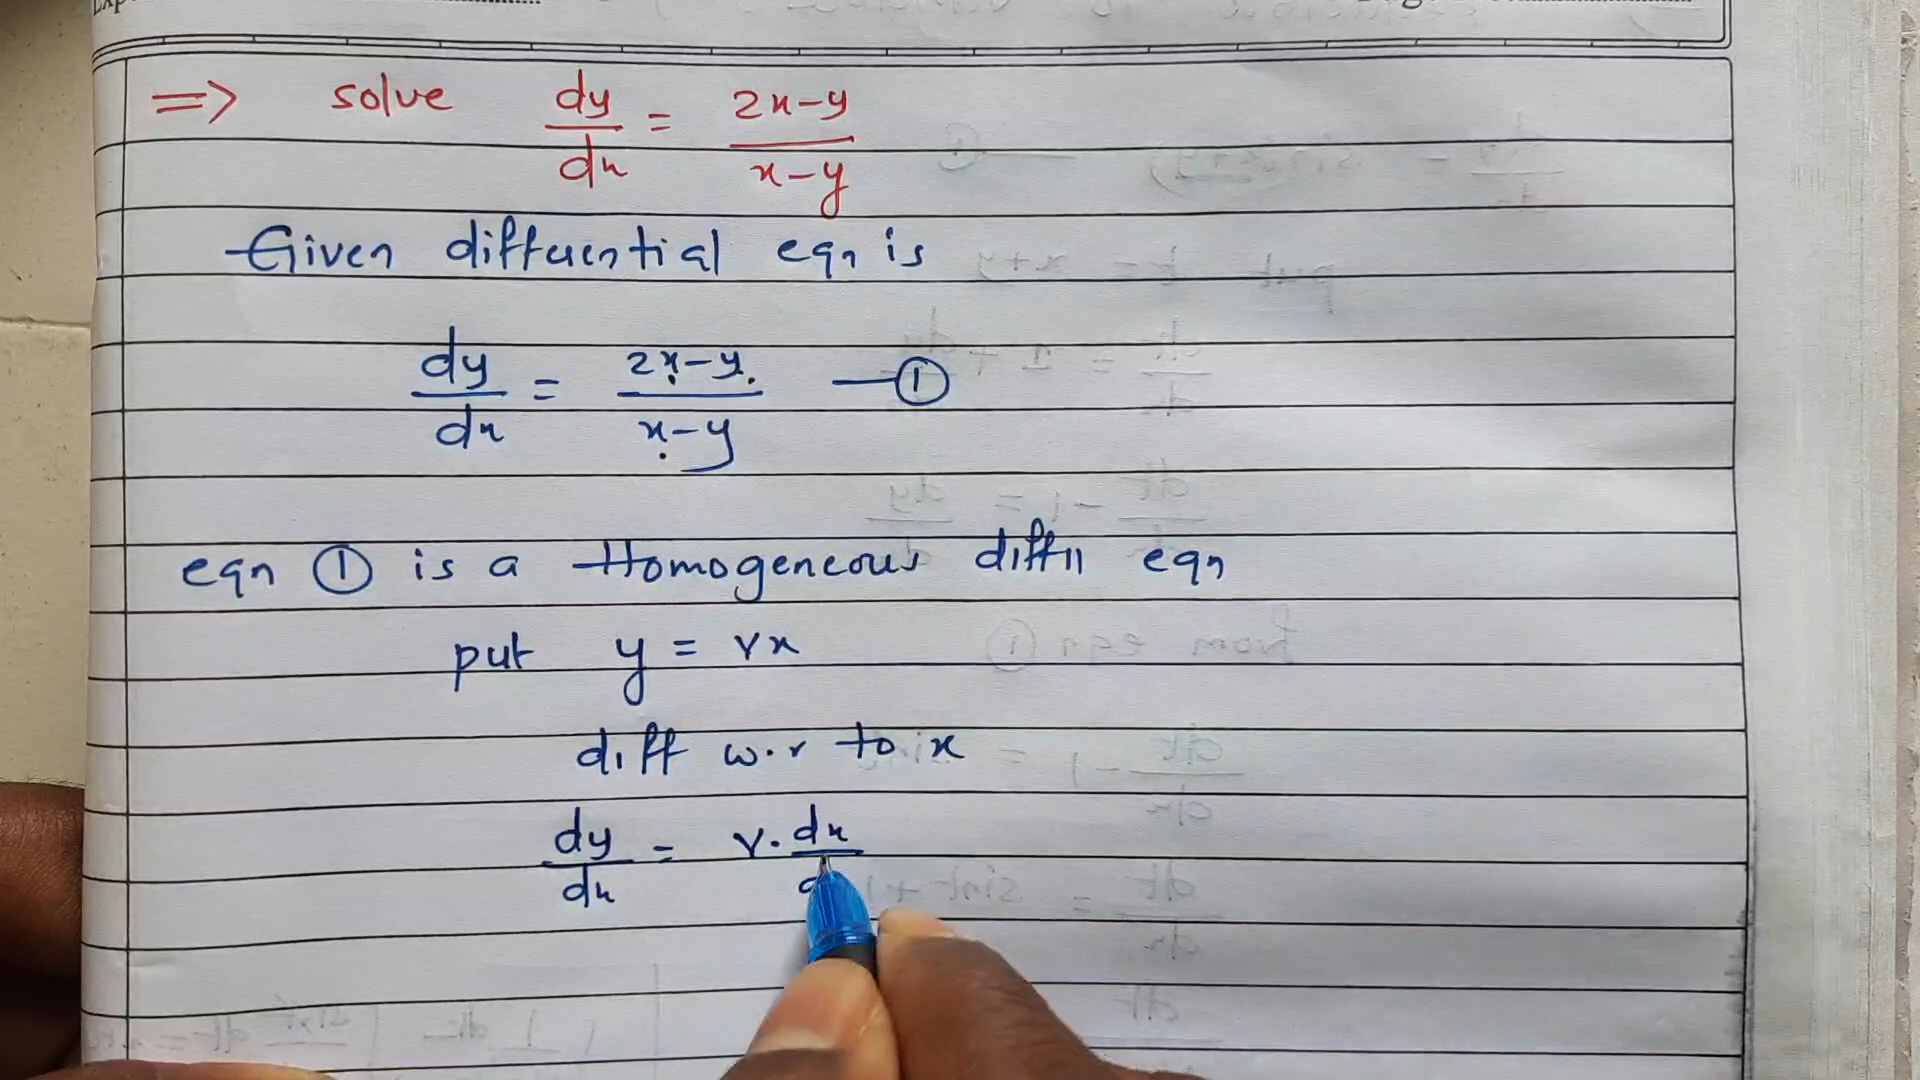 => solve dy/dx = 2x-y/x-y
Given differential eqn is
dy/dx = 2x-y/x-y —①
eqn ① is a Homogeneous diffll eqn
put y = vx
diff w.r to x
dy/dx = v.dx/d